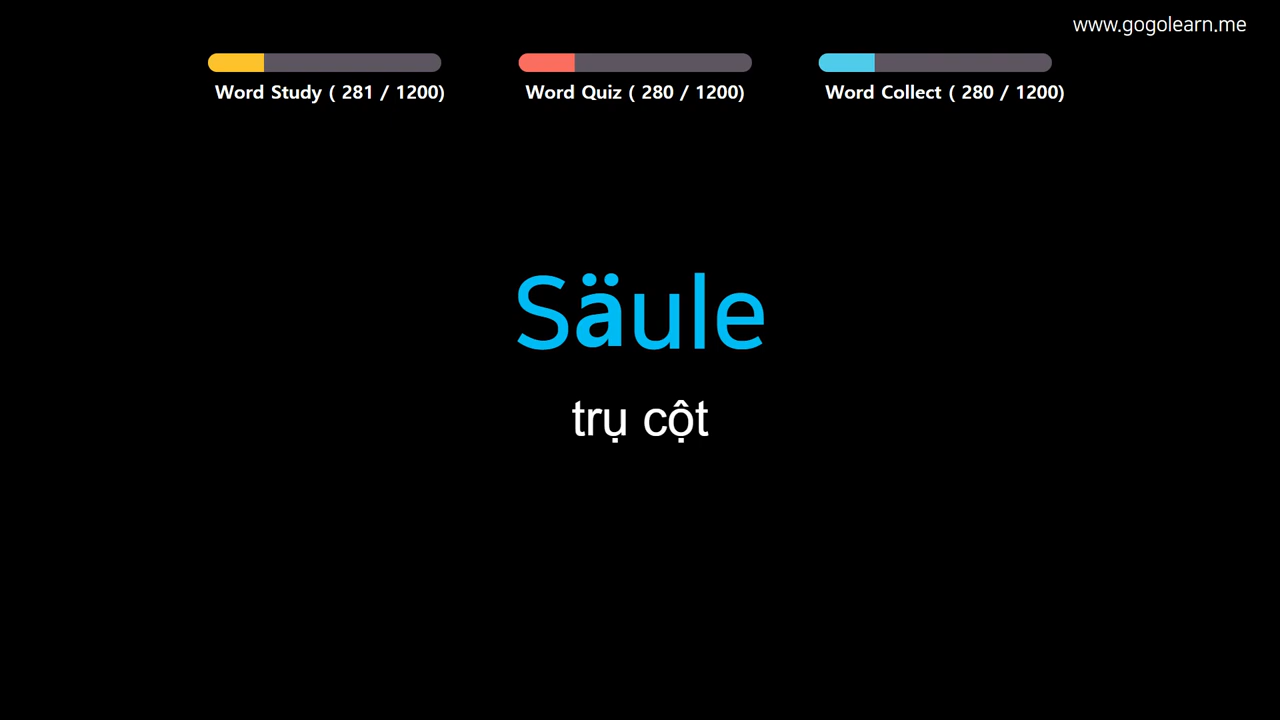 www.gogolearn.me
Word Study ( 281 / 1200)
Word Quiz ( 280 / 1200)
Word Collect ( 280 / 1200)
Säule
trụ cột